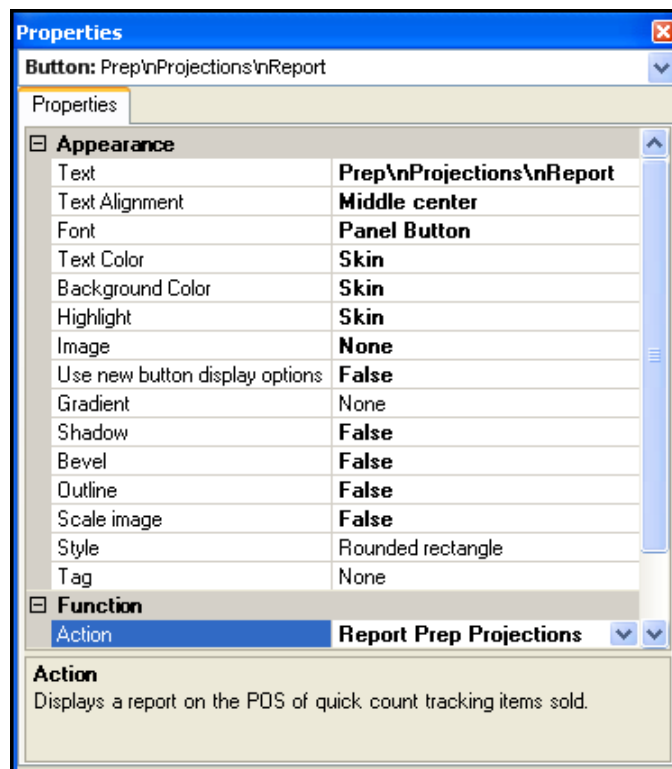 Properties
Button: Prep\nProjections\nReport
Properties
Appearance
Text Prep\nProjections\nReport
Text Alignment Middle center
Font Panel Button
Text Color Skin
Background Color Skin
Highlight Skin
Image None
Use new button display options False
Gradient None
Shadow False
Bevel False
Outline False
Scale image False
Style Rounded rectangle
Tag None
Function
Action Report Prep Projections
Action
Displays a report on the POS of quick count tracking items sold.